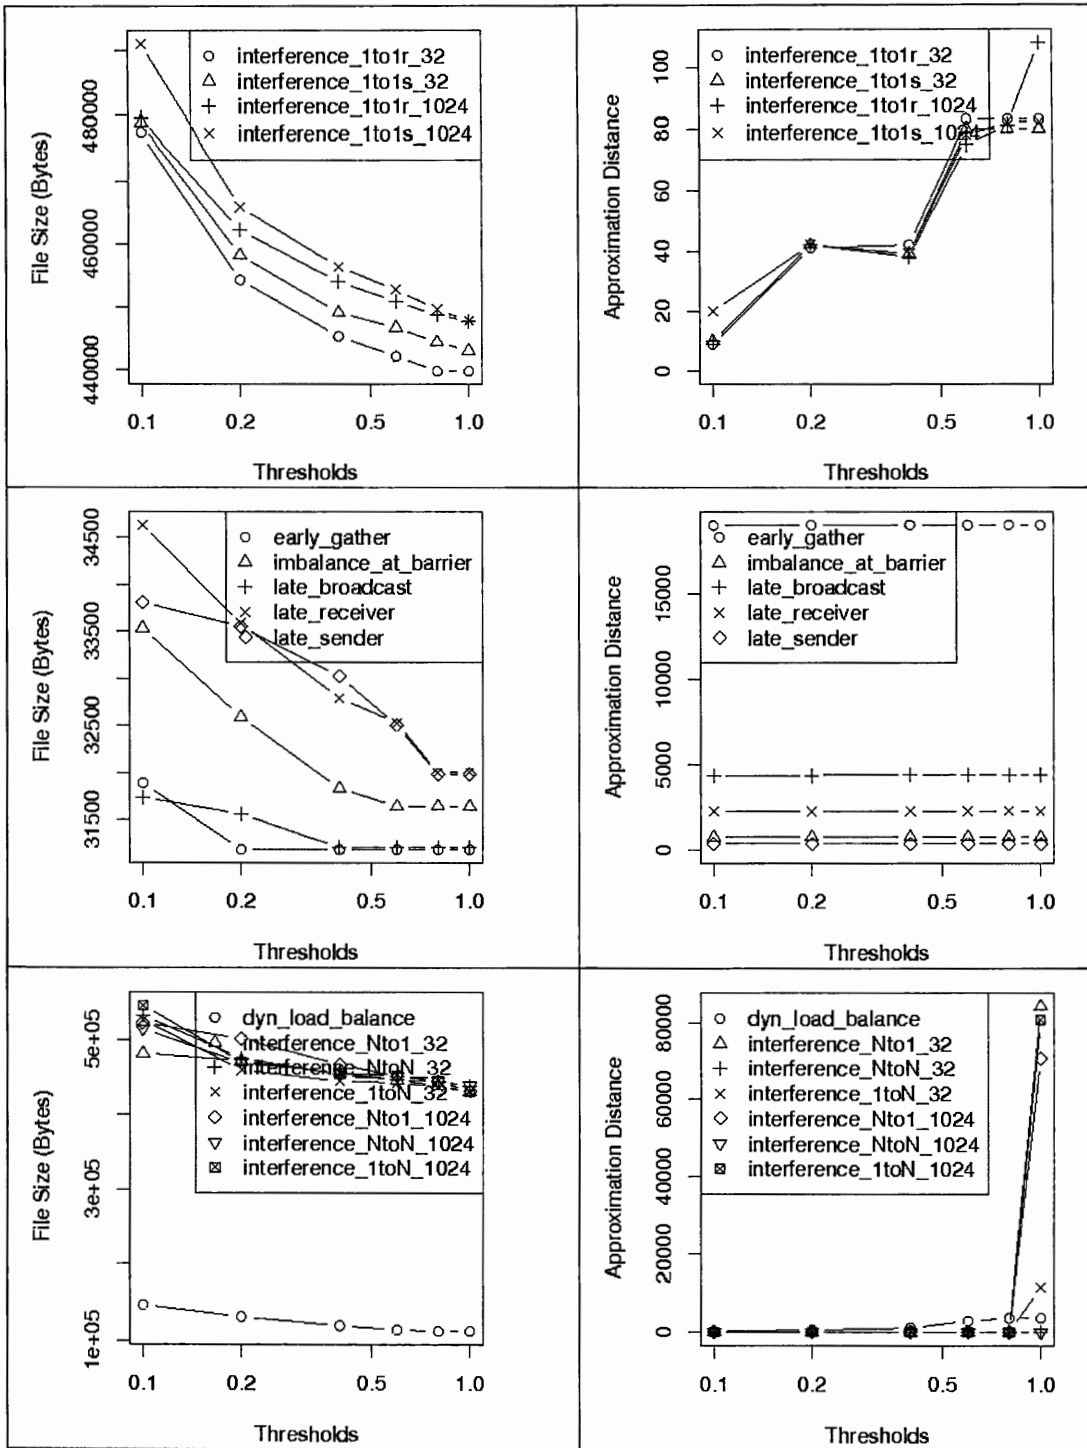 File Size (Bytes)
480000
460000
440000
interference_1to1r_32
interference_1to1s_32
interference_1to1r_1024
interference_1to1s_1024
0.1 0.2 0.5 1.0
Thresholds
Approximation Distance
100
80
60
40
20
0
interference_1to1r_32
interference_1to1s_32
interference_1to1r_1024
interference_1to1s_1024
0.1 0.2 0.5 1.0
Thresholds
File Size (Bytes)
34500
33500
32500
31500
early_gather
imbalance_at_barrier
late_broadcast
late_receiver
late_sender
0.1 0.2 0.5 1.0
Thresholds
Approximation Distance
15000
5000
0
early_gather
imbalance_at_barrier
late_broadcast
late_receiver
late_sender
0.1 0.2 0.5 1.0
Thresholds
File Size (Bytes)
5e+05
3e+05
1e+05
dyn_load_balance
interference_Nto1_32
interference_NtoN_32
interference_1toN_32
interference_Nto1_1024
interference_NtoN_1024
interference_1toN_1024
0.1 0.2 0.5 1.0
Thresholds
Approximation Distance
80000
60000
40000
20000
0
dyn_load_balance
interference_Nto1_32
interference_NtoN_32
interference_1toN_32
interference_Nto1_1024
interference_NtoN_1024
interference_1toN_1024
0.1 0.2 0.5 1.0
Thresholds